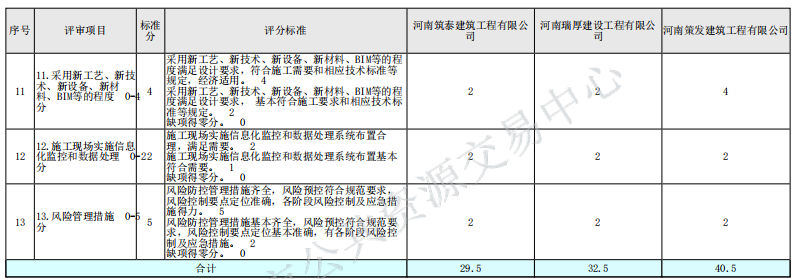 序号 评审项目 标准分 评分标准 河南筑泰建筑工程有限公司 河南瑞厚建设工程有限公司 河南策发建筑工程有限公司
11 11.采用新工艺、新技术、新设备、新材料、BIM等的程度 0-4分 4
采用新工艺、新技术、新设备、新材料、BIM等的程
度满足设计要求，符合施工需要和相应技术标准等
规定，经济适用。 4
采用新工艺、新技术、新设备、新材料、BIM等的程
度满足设计要求， 基本符合施工要求和相应技术标
准等规定。 2
缺项得零分。 0
2 2 4
12 12.施工现场实施信息化监控和数据处理 0-2分 2
施工现场实施信息化监控和数据处理系统布置合
理，满足需要。 2
施工现场实施信息化监控和数据处理系统布置基本
符合需要。 1
缺项得零分。 0
2 2 2
13 13.风险管理措施 0-5分 5
风险防控管理措施齐全，风险预控符合规范要求，
风险控制要点定位准确，各阶段风险控制及应急措
施得力。 5
风险防控管理措施基本齐全，风险预控符合规范要
求，风险控制要点定位基本准确，有各阶段风险控
制及应急措施。 2
缺项得零分。 0
2 2 2
合计 29.5 32.5 40.5
公共资源交易中心